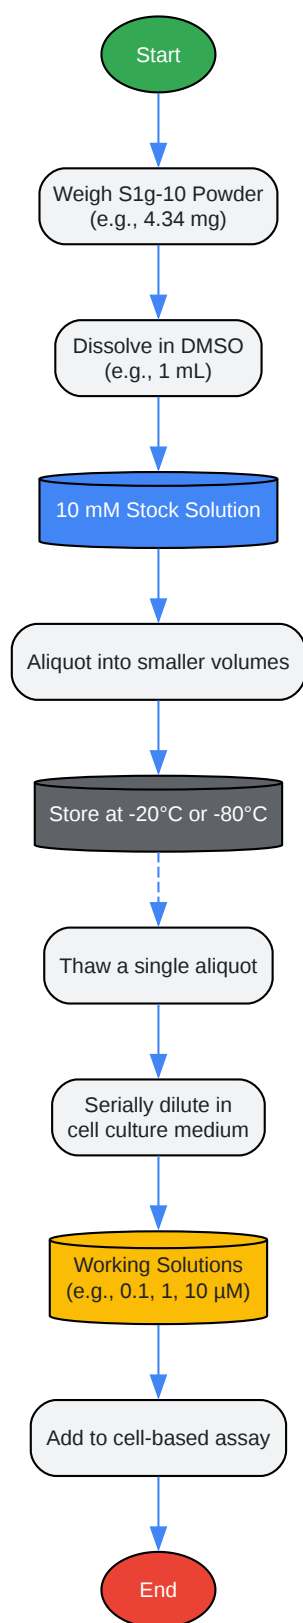 Start
Weigh S1g-10 Powder
(e.g., 4.34 mg)
Dissolve in DMSO
(e.g., 1 mL)
10 mM Stock Solution
Aliquot into smaller volumes
Store at -20°C or -80°C
Thaw a single aliquot
Serially dilute in
cell culture medium
Working Solutions
(e.g., 0.1, 1, 10 µM)
Add to cell-based assay
End